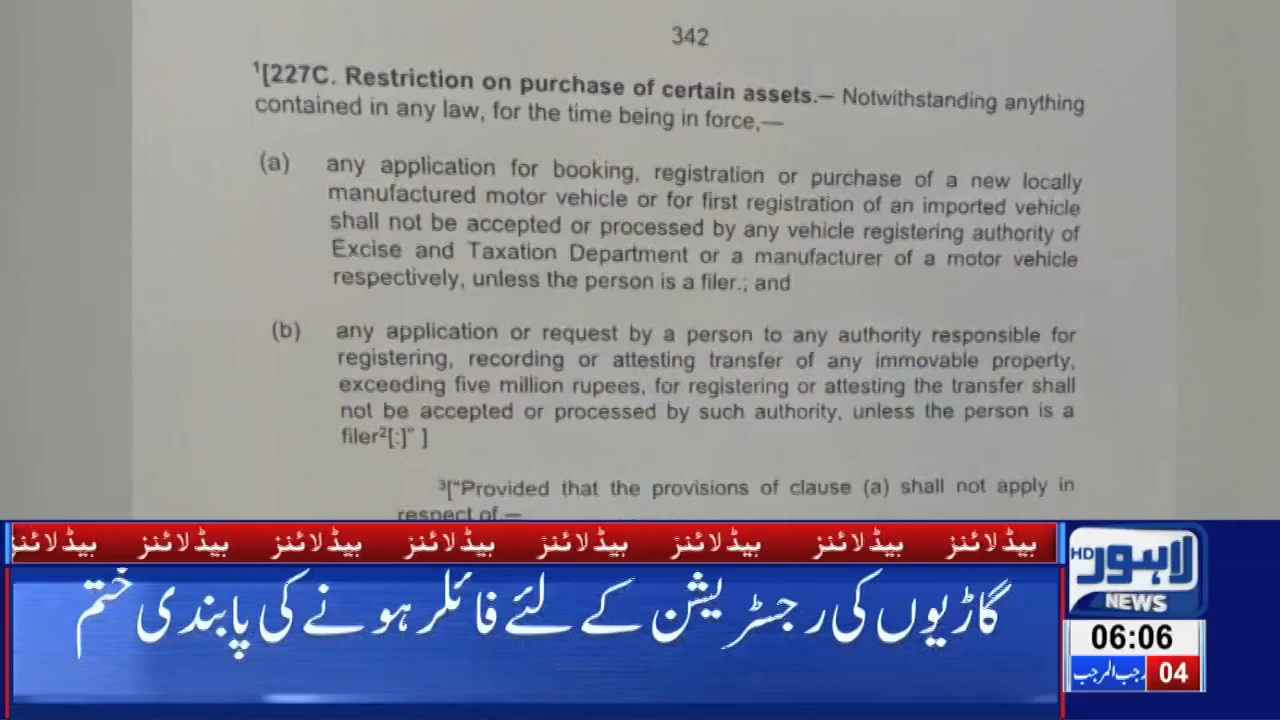 342
¹[227C. Restriction on purchase of certain assets.– Notwithstanding anything
contained in any law, for the time being in force,—
(a) any application for booking, registration or purchase of a new locally
manufactured motor vehicle or for first registration of an imported vehicle
shall not be accepted or processed by any vehicle registering authority of
Excise and Taxation Department or a manufacturer of a motor vehicle
respectively, unless the person is a filer.; and
(b) any application or request by a person to any authority responsible for
registering, recording or attesting transfer of any immovable property,
exceeding five million rupees, for registering or attesting the transfer shall
not be accepted or processed by such authority, unless the person is a
filer²[:]” ]
³[“Provided that the provisions of clause (a) shall not apply in
respect of.—
ہیڈلائنز ہیڈلائنز ہیڈلائنز ہیڈلائنز ہیڈلائنز ہیڈلائنز ہیڈلائنز ہیڈلائنز
گاڑیوں کی رجسٹریشن کے لئے فائلر ہونے کی پابندی ختم
لاہور HD
NEWS
06:06
04 رجب المرجب